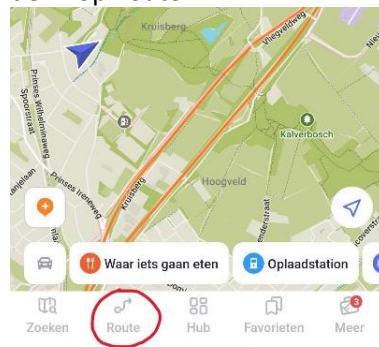 Kruisberg
Vliegveldweg
Prinses Wilhelminaweg
Spoorstraat
Kalverbosch
Hoogveld
Prinses Ireneweg
Kruisberg
Waar iets gaan eten
Oplaadstation
3
Zoeken
Route
Hub
Favorieten
Meer